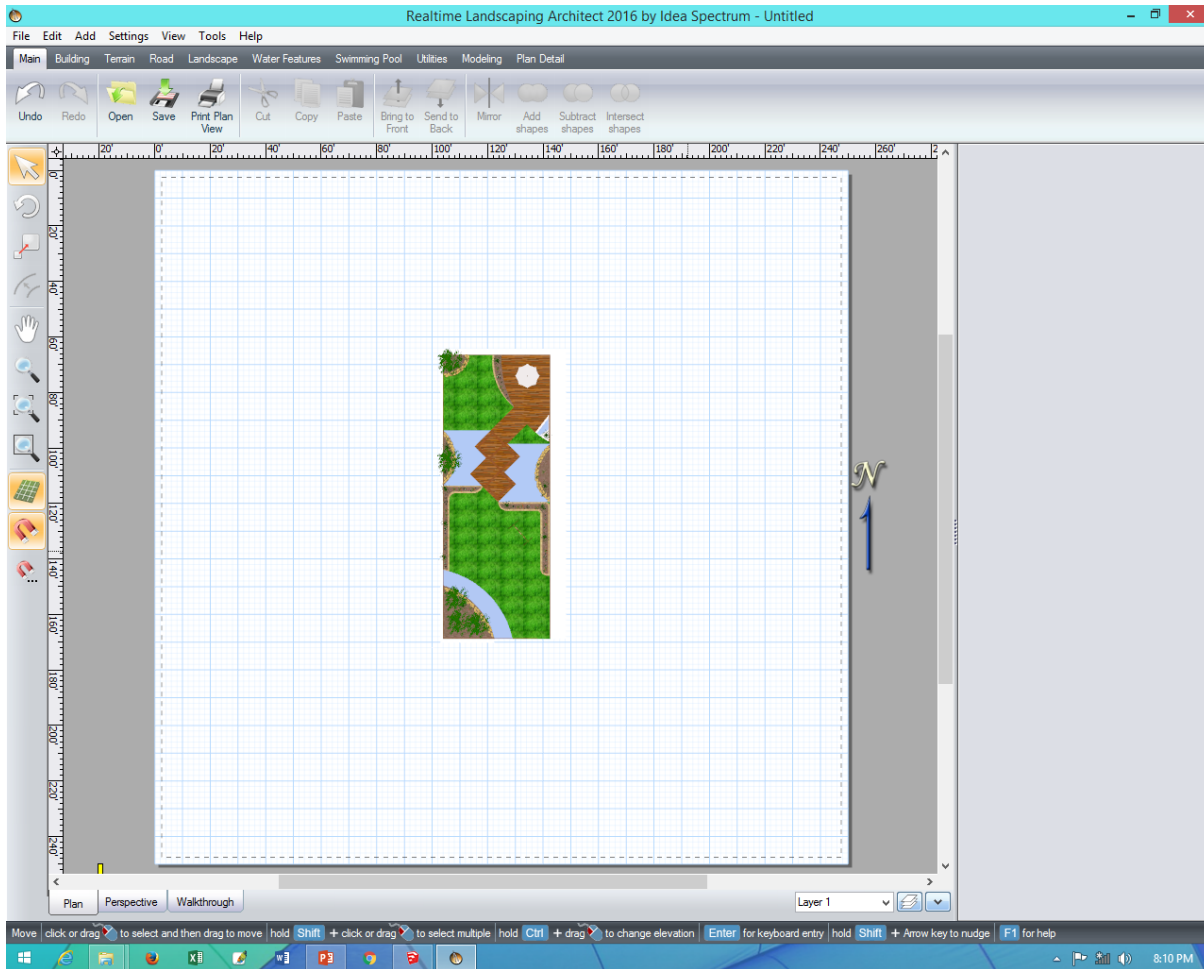 Realtime Landscaping Architect 2016 by Idea Spectrum - Untitled
File Edit Add Settings View Tools Help
Main Building Terrain Road Landscape Water Features Swimming Pool Utilities Modeling Plan Detail
Undo Redo Open Save Print Plan View Cut Copy Paste Bring to Front Send to Back Mirror Add shapes Subtract shapes Intersect shapes
20' 0' 20' 40' 60' 80' 100' 120' 140' 160' 180' 200' 220' 240' 260' 2
0'
20'
40'
60'
80'
100'
N
120'
140'
160'
180'
200'
220'
240'
Plan Perspective Walkthrough Layer 1
Move click or drag to select and then drag to move hold Shift + click or drag to select multiple hold Ctrl + drag to change elevation Enter for keyboard entry hold Shift + Arrow key to nudge F1 for help
8:10 PM